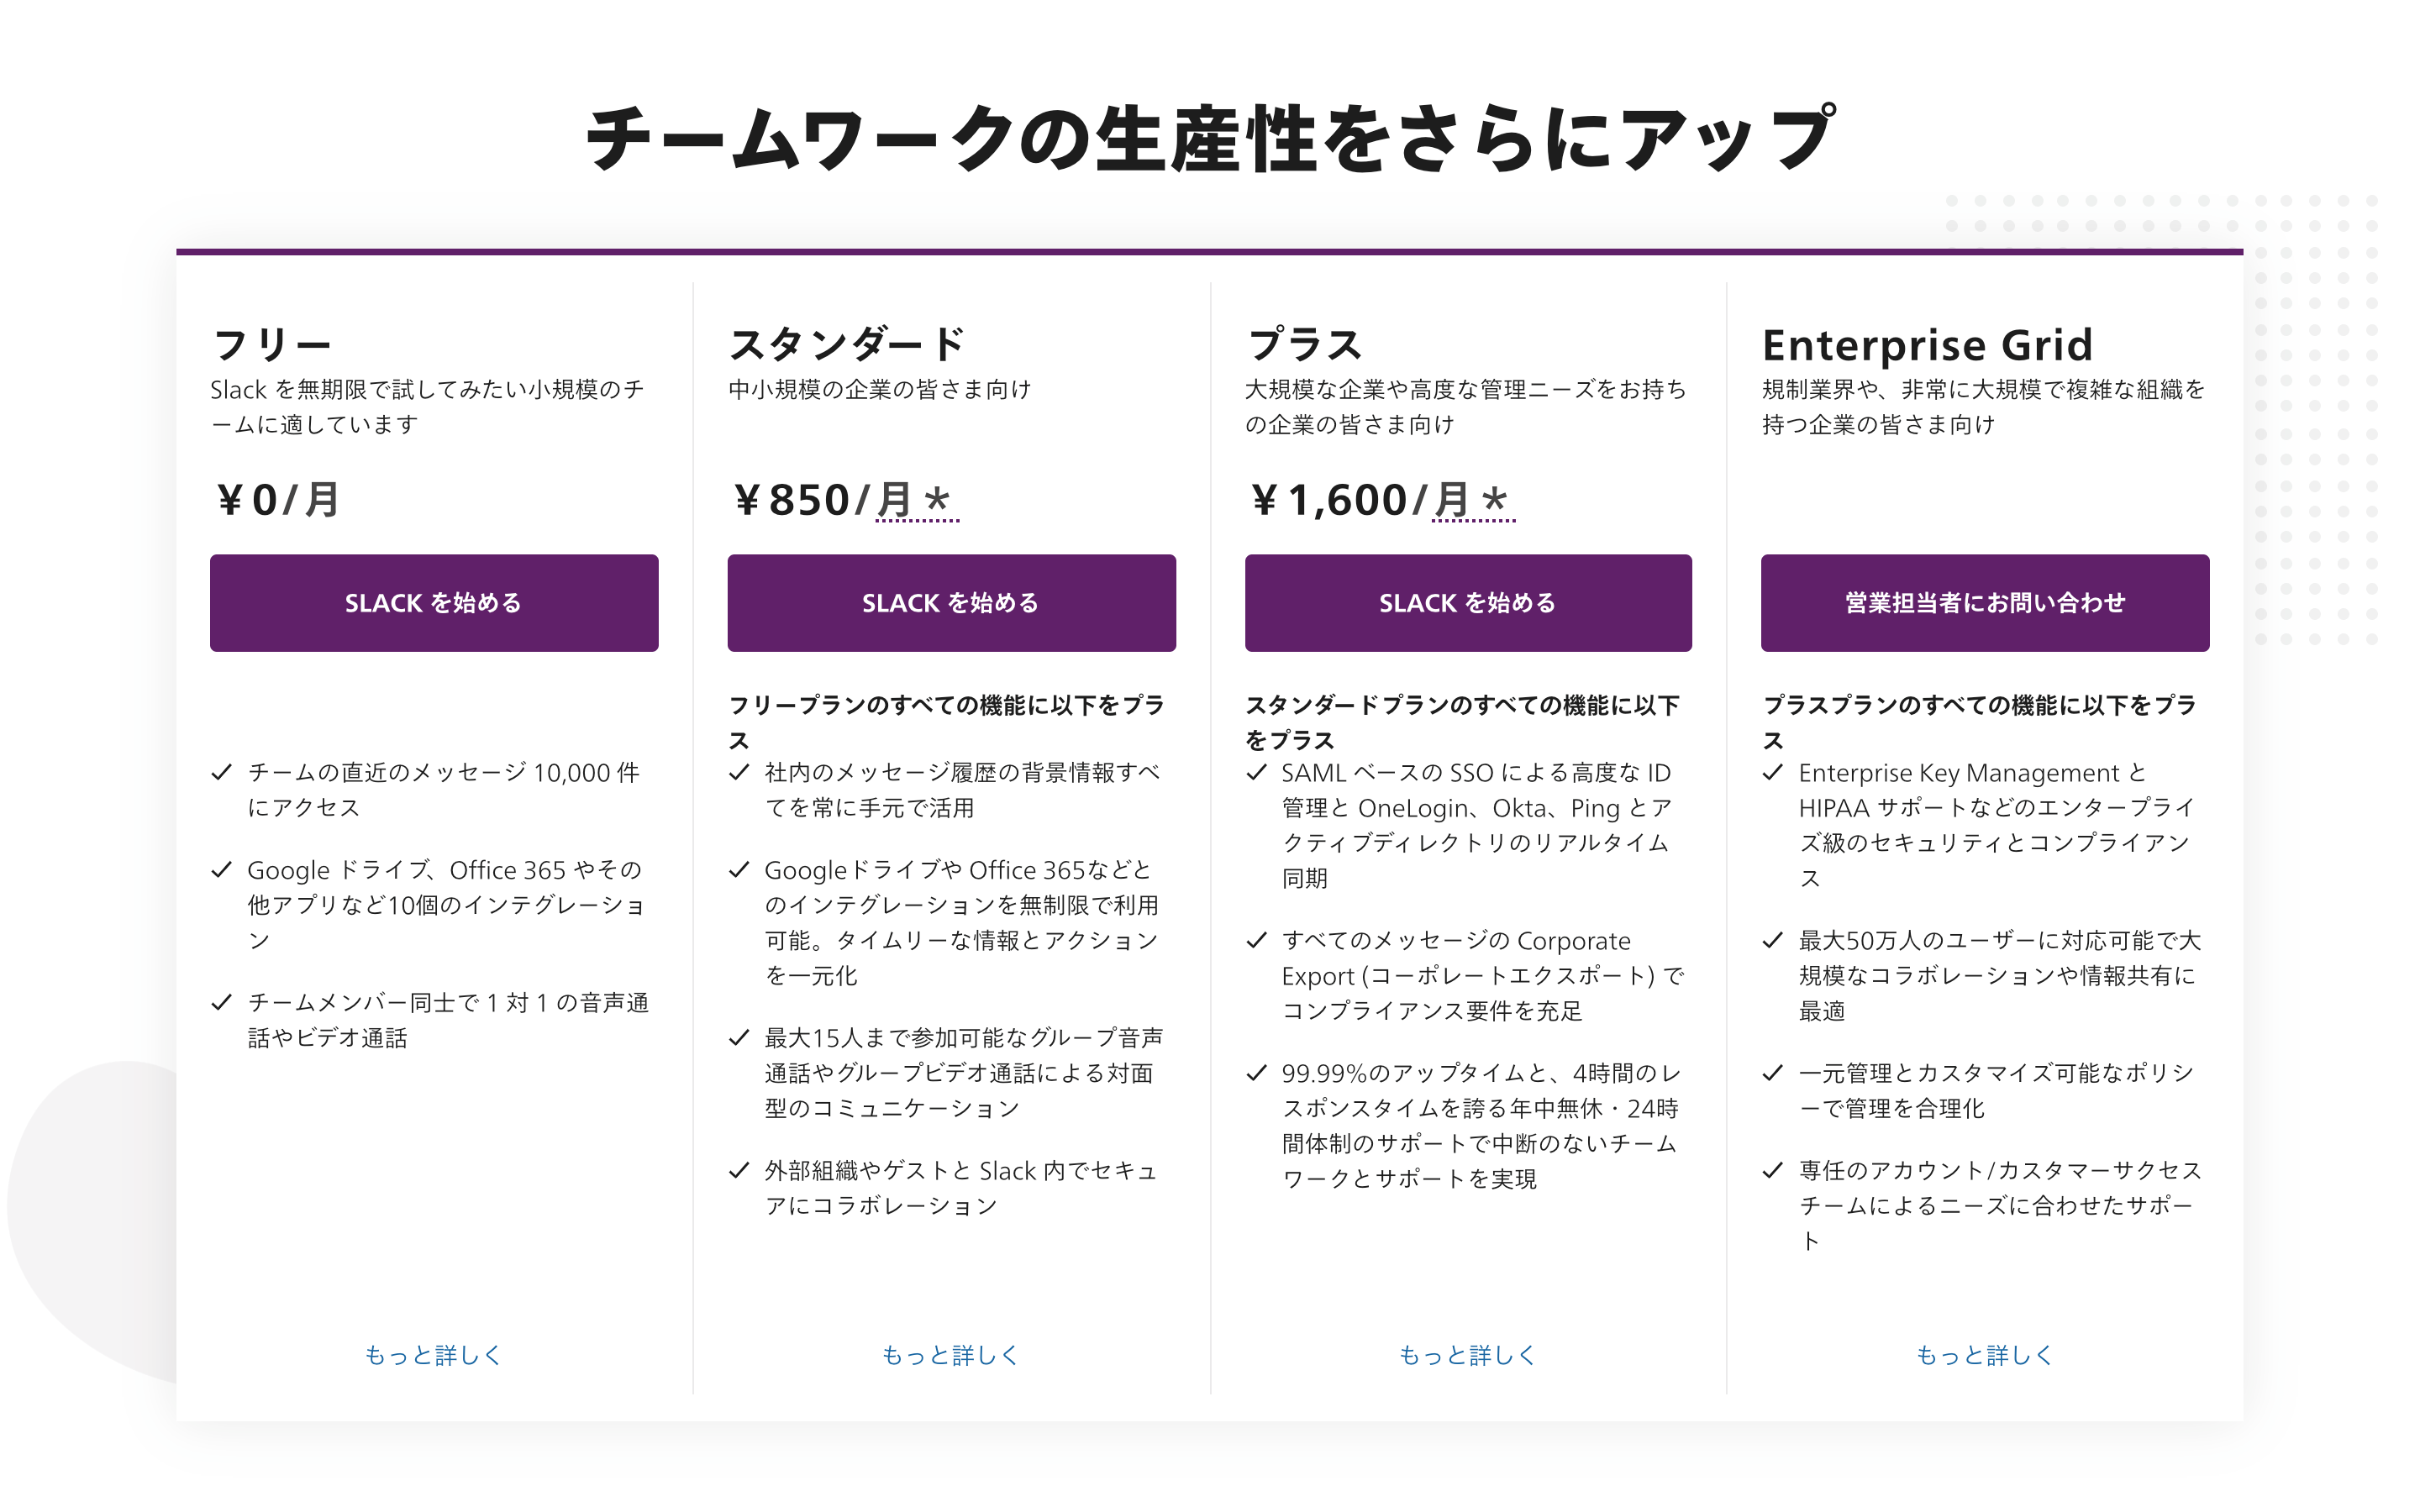 チームワークの生産性をさらにアップ
フリー
Slack を無期限で試してみたい小規模のチ
ームに適しています
¥0/月
SLACK を始める
チームの直近のメッセージ 10,000 件
にアクセス
Google ドライブ、Office 365 やその
他アプリなど10個のインテグレーショ
ン
チームメンバー同士で 1 対 1 の音声通
話やビデオ通話
もっと詳しく
スタンダード
中小規模の企業の皆さま向け
¥850/月*
SLACK を始める
フリープランのすべての機能に以下をプラ
ス
社内のメッセージ履歴の背景情報すべ
てを常に手元で活用
Googleドライブや Office 365などと
のインテグレーションを無制限で利用
可能。タイムリーな情報とアクション
を一元化
最大15人まで参加可能なグループ音声
通話やグループビデオ通話による対面
型のコミュニケーション
外部組織やゲストと Slack 内でセキュ
アにコラボレーション
もっと詳しく
プラス
大規模な企業や高度な管理ニーズをお持ち
の企業の皆さま向け
¥1,600/月*
SLACK を始める
スタンダードプランのすべての機能に以下
をプラス
SAML ベースの SSO による高度な ID
管理と OneLogin、Okta、Ping とア
クティブディレクトリのリアルタイム
同期
すべてのメッセージの Corporate
Export (コーポレートエクスポート) で
コンプライアンス要件を充足
99.99%のアップタイムと、4時間のレ
スポンスタイムを誇る年中無休・24時
間体制のサポートで中断のないチーム
ワークとサポートを実現
もっと詳しく
Enterprise Grid
規制業界や、非常に大規模で複雑な組織を
持つ企業の皆さま向け
営業担当者にお問い合わせ
プラスプランのすべての機能に以下をプラ
ス
Enterprise Key Management と
HIPAA サポートなどのエンタープライ
ズ級のセキュリティとコンプライアン
ス
最大50万人のユーザーに対応可能で大
規模なコラボレーションや情報共有に
最適
一元管理とカスタマイズ可能なポリシ
ーで管理を合理化
専任のアカウント/カスタマーサクセス
チームによるニーズに合わせたサポー
ト
もっと詳しく